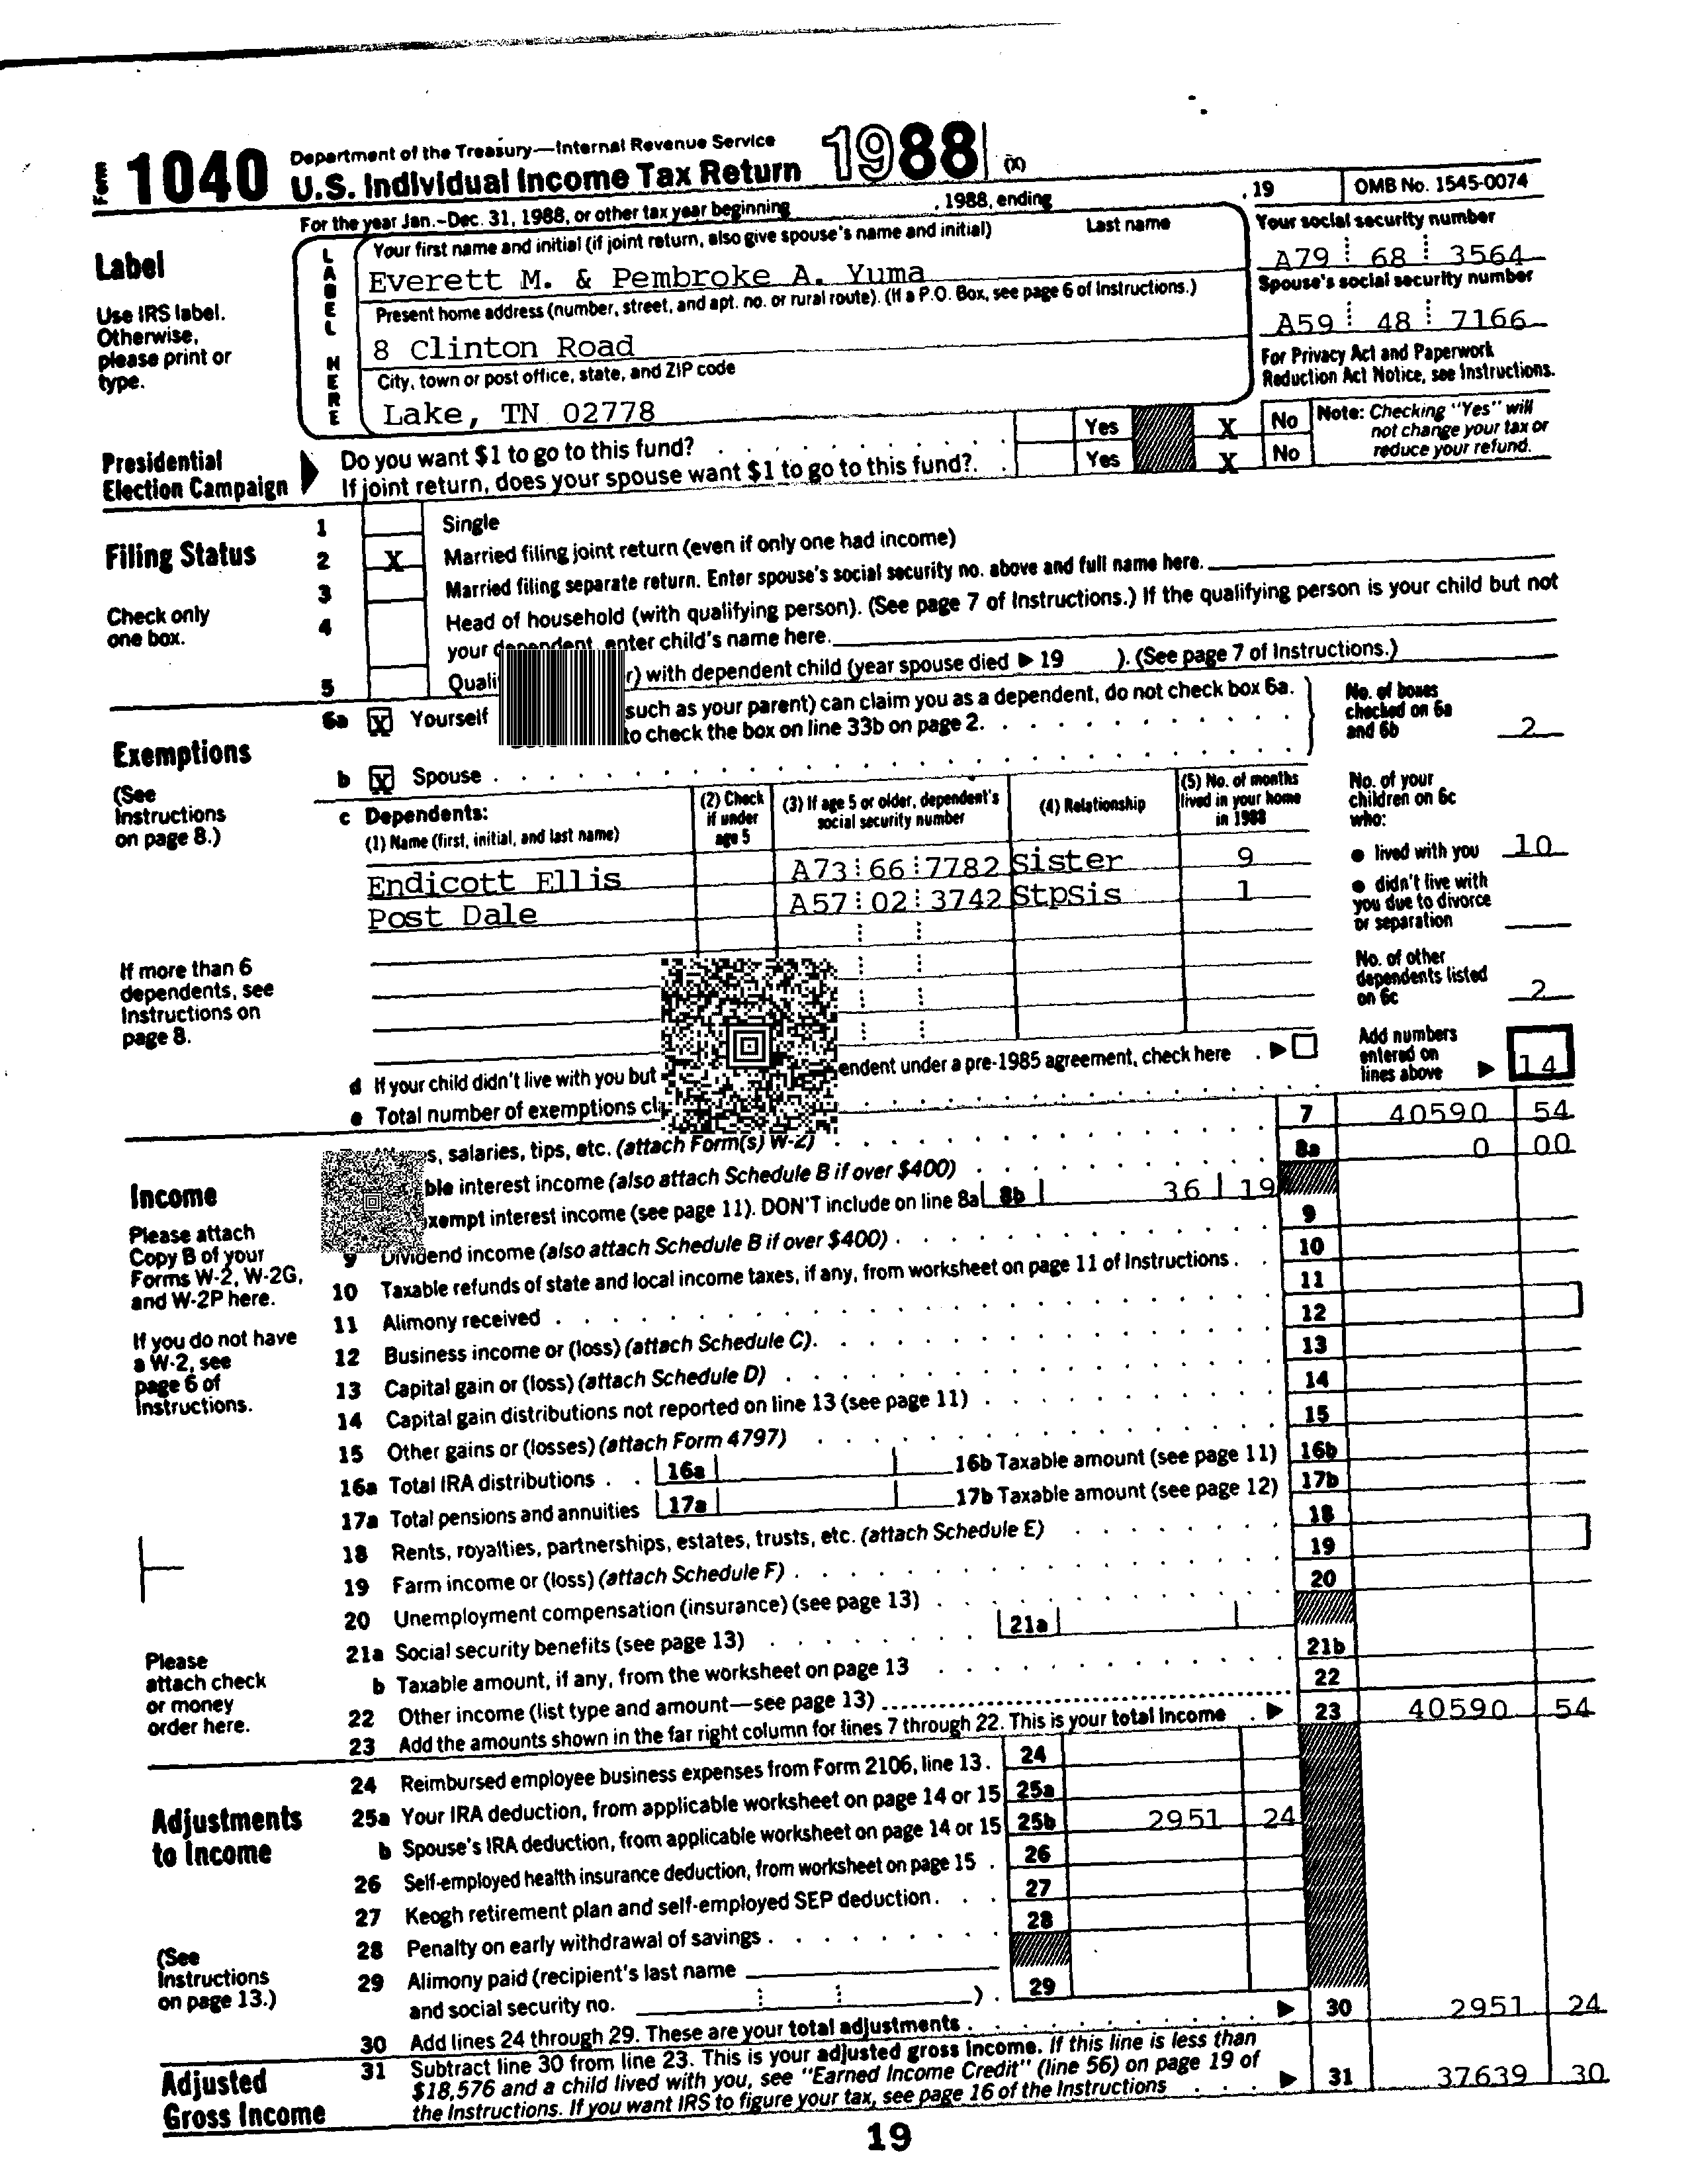 Form 1040 Department of the Treasury—Internal Revenue Service
U.S. Individual Income Tax Return 1988 (X)
For the year Jan.–Dec. 31, 1988, or other tax year beginning , 1988, ending , 19 OMB No. 1545-0074
Label
Use IRS label.
Otherwise,
please print or
type.
LABEL HERE
Your first name and initial (if joint return, also give spouse's name and initial) Last name
Everett M. & Pembroke A. Yuma
Present home address (number, street, and apt. no. or rural route). (If a P.O. Box, see page 6 of Instructions.)
8 Clinton Road
City, town or post office, state, and ZIP code
Lake, TN 02778
Your social security number
A79 68 3564
Spouse's social security number
A59 48 7166
For Privacy Act and Paperwork
Reduction Act Notice, see Instructions.
Presidential
Election Campaign
Do you want $1 to go to this fund? Yes X No
If joint return, does your spouse want $1 to go to this fund?. Yes X No
Note: Checking "Yes" will
not change your tax or
reduce your refund.
Filing Status
Check only
one box.
1 Single
2 X Married filing joint return (even if only one had income)
3 Married filing separate return. Enter spouse's social security no. above and full name here.
4 Head of household (with qualifying person). (See page 7 of Instructions.) If the qualifying person is your child but not
your dependent, enter child's name here.
5 Quali r) with dependent child (year spouse died ▶ 19 ). (See page 7 of Instructions.)
Exemptions
(See
Instructions
on page 8.)
6a X Yourself such as your parent) can claim you as a dependent, do not check box 6a.
to check the box on line 33b on page 2.
b X Spouse
No. of boxes
checked on 6a
and 6b 2
c Dependents:
(1) Name (first, initial, and last name)
(2) Check
if under
age 5
(3) If age 5 or older, dependent's
social security number
(4) Relationship
(5) No. of months
lived in your home
in 1988
Endicott Ellis A73 66 7782 Sister 9
Post Dale A57 02 3742 StpSis 1
No. of your
children on 6c
who:
● lived with you 10
● didn't live with
you due to divorce
or separation
No. of other
dependents listed
on 6c 2
If more than 6
dependents, see
Instructions on
page 8.
d If your child didn't live with you but endent under a pre-1985 agreement, check here ▶
e Total number of exemptions cl
Add numbers
entered on
lines above ▶ 14
Income
Please attach
Copy B of your
Forms W-2, W-2G,
and W-2P here.
If you do not have
a W-2, see
page 6 of
Instructions.
Please
attach check
or money
order here.
s, salaries, tips, etc. (attach Form(s) W-2) 7 40590 54
ble interest income (also attach Schedule B if over $400) 8a 0 00
xempt interest income (see page 11). DON'T include on line 8a 8b 36 19
9 Dividend income (also attach Schedule B if over $400) 9
10 Taxable refunds of state and local income taxes, if any, from worksheet on page 11 of Instructions 10
11 Alimony received 11
12 Business income or (loss) (attach Schedule C) 12
13 Capital gain or (loss) (attach Schedule D) 13
14 Capital gain distributions not reported on line 13 (see page 11) 14
15 Other gains or (losses) (attach Form 4797) 15
16a Total IRA distributions 16a 16b Taxable amount (see page 11) 16b
17a Total pensions and annuities 17a 17b Taxable amount (see page 12) 17b
18 Rents, royalties, partnerships, estates, trusts, etc. (attach Schedule E) 18
19 Farm income or (loss) (attach Schedule F) 19
20 Unemployment compensation (insurance) (see page 13) 20
21a Social security benefits (see page 13) 21a
b Taxable amount, if any, from the worksheet on page 13 21b
22 Other income (list type and amount—see page 13) 22
23 Add the amounts shown in the far right column for lines 7 through 22. This is your total income ▶ 23 40590 54
Adjustments
to Income
(See
Instructions
on page 13.)
24 Reimbursed employee business expenses from Form 2106, line 13. 24
25a Your IRA deduction, from applicable worksheet on page 14 or 15 25a
b Spouse's IRA deduction, from applicable worksheet on page 14 or 15 25b 2951 24
26 Self-employed health insurance deduction, from worksheet on page 15 26
27 Keogh retirement plan and self-employed SEP deduction 27
28 Penalty on early withdrawal of savings 28
29 Alimony paid (recipient's last name
and social security no. ) 29
30 Add lines 24 through 29. These are your total adjustments ▶ 30 2951 24
Adjusted
Gross Income
31 Subtract line 30 from line 23. This is your adjusted gross income. If this line is less than
$18,576 and a child lived with you, see "Earned Income Credit" (line 56) on page 19 of
the Instructions. If you want IRS to figure your tax, see page 16 of the Instructions ▶ 31 37639 30
19